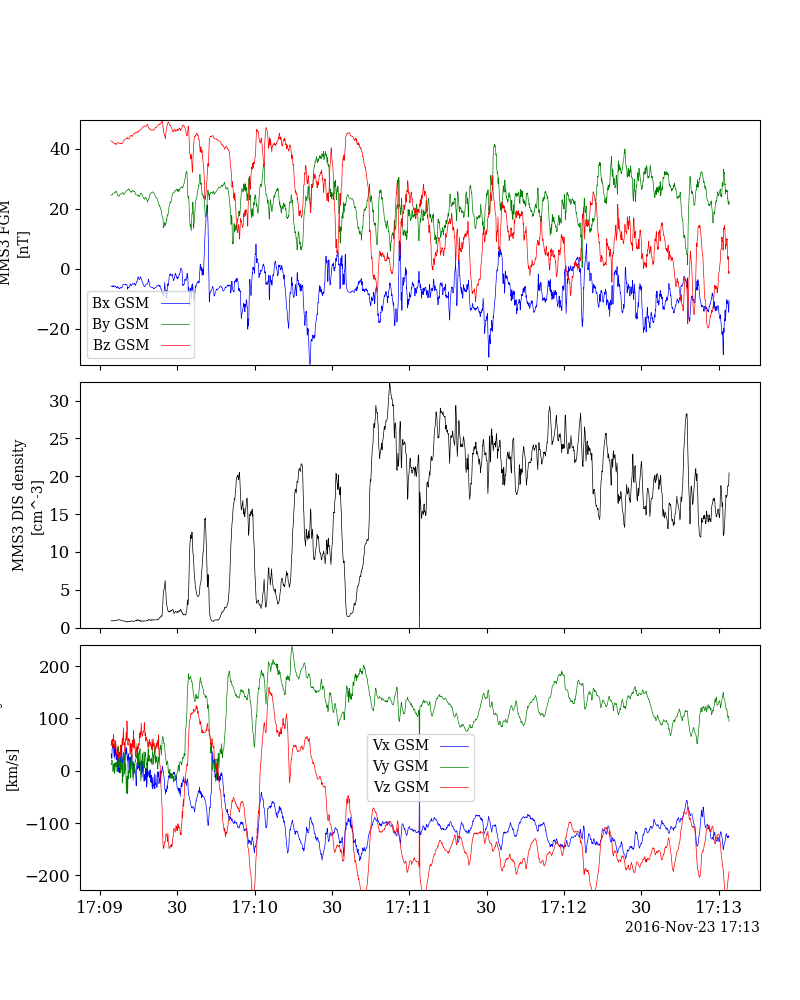 MMS3 FGM
[nT]
40
20
0
−20
Bx GSM
By GSM
Bz GSM
MMS3 DIS density
[cm^-3]
30
25
20
15
10
5
0
[km/s]
200
100
0
−100
−200
Vx GSM
Vy GSM
Vz GSM
17:09
30
17:10
30
17:11
30
17:12
30
17:13
2016-Nov-23 17:13